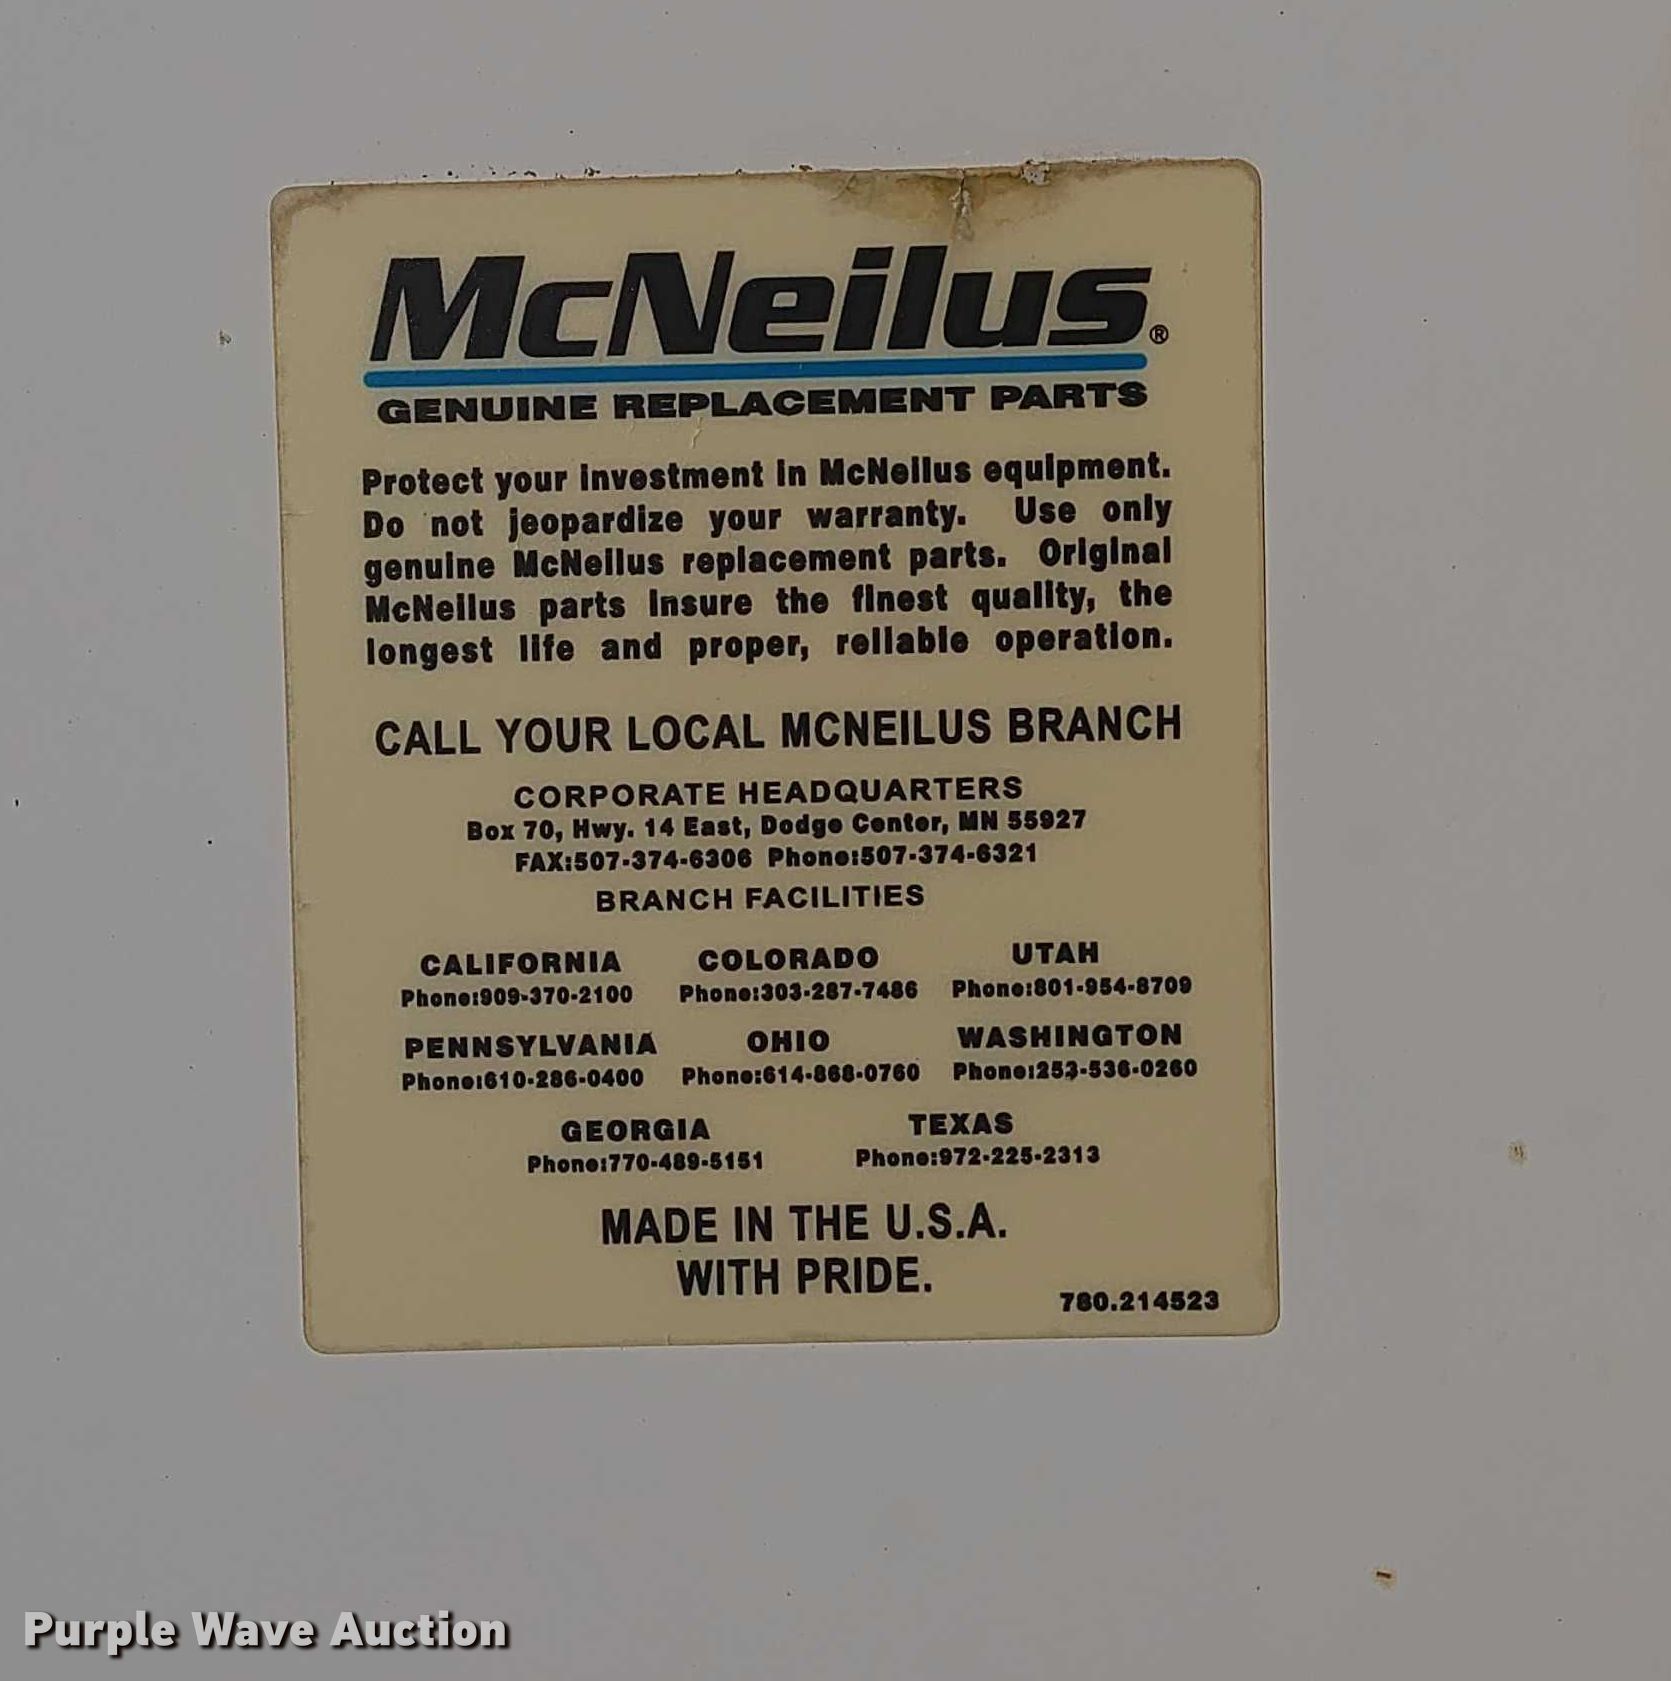 McNeilus®
GENUINE REPLACEMENT PARTS
Protect your investment in McNeilus equipment.
Do not jeopardize your warranty. Use only
genuine McNeilus replacement parts. Original
McNeilus parts insure the finest quality, the
longest life and proper, reliable operation.
CALL YOUR LOCAL MCNEILUS BRANCH
CORPORATE HEADQUARTERS
Box 70, Hwy. 14 East, Dodge Center, MN 55927
FAX:507-374-6306 Phone:507-374-6321
BRANCH FACILITIES
CALIFORNIA COLORADO UTAH
Phone:909-370-2100 Phone:303-287-7486 Phone:801-954-8709
PENNSYLVANIA OHIO WASHINGTON
Phone:610-286-0400 Phone:614-868-0760 Phone:253-536-0260
GEORGIA TEXAS
Phone:770-489-5151 Phone:972-225-2313
MADE IN THE U.S.A.
WITH PRIDE.
780.214523
Purple Wave Auction